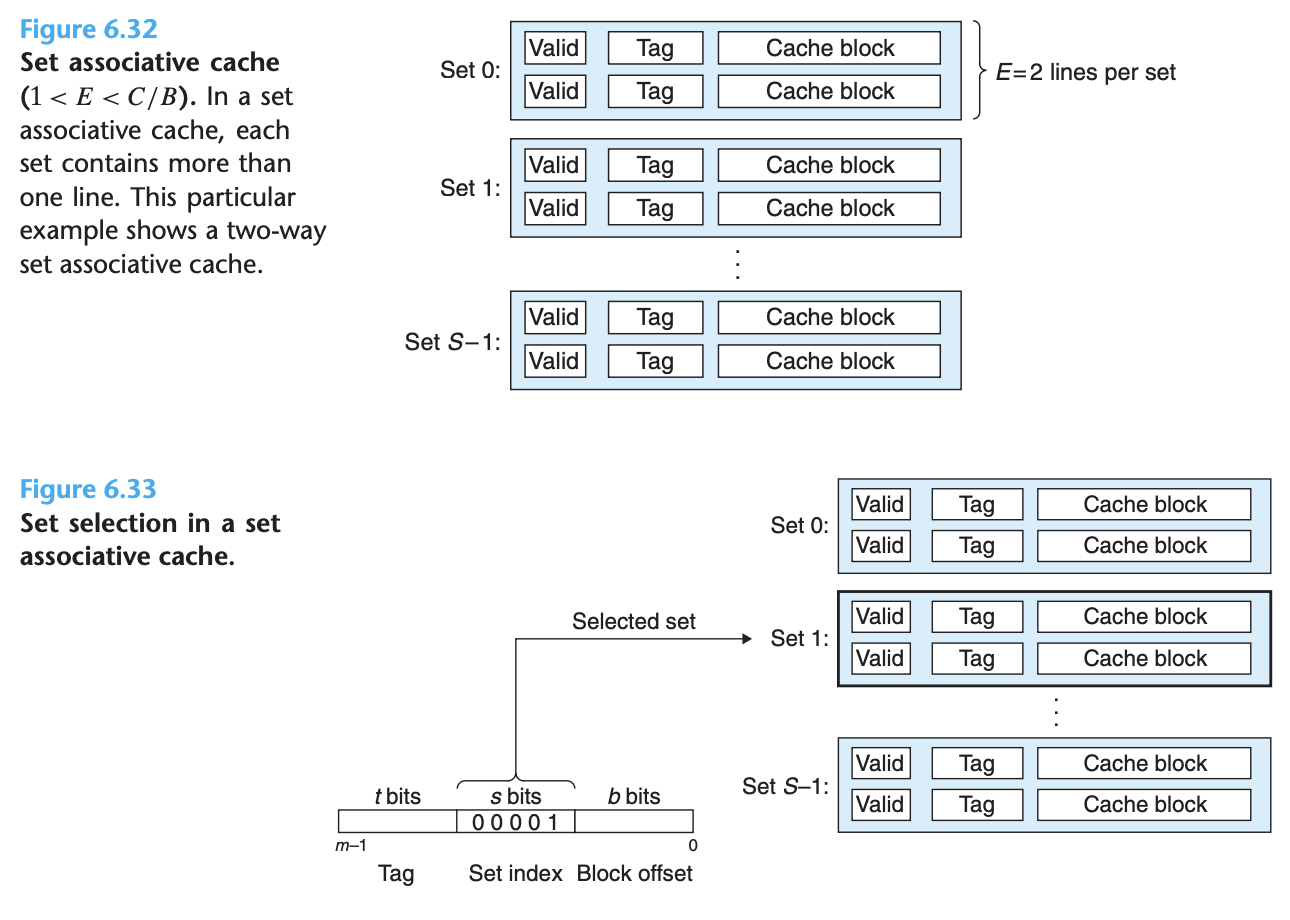 Figure 6.32
Set associative cache
(1 < E < C/B). In a set
associative cache, each
set contains more than
one line. This particular
example shows a two-way
set associative cache.
Set 0:
Valid Tag Cache block
Valid Tag Cache block
E=2 lines per set
Set 1:
Valid Tag Cache block
Valid Tag Cache block
Set S–1:
Valid Tag Cache block
Valid Tag Cache block
Figure 6.33
Set selection in a set
associative cache.
Set 0:
Valid Tag Cache block
Valid Tag Cache block
Selected set
Set 1:
Valid Tag Cache block
Valid Tag Cache block
Set S–1:
Valid Tag Cache block
Valid Tag Cache block
t bits s bits b bits
0 0 0 0 1
m–1 0
Tag Set index Block offset